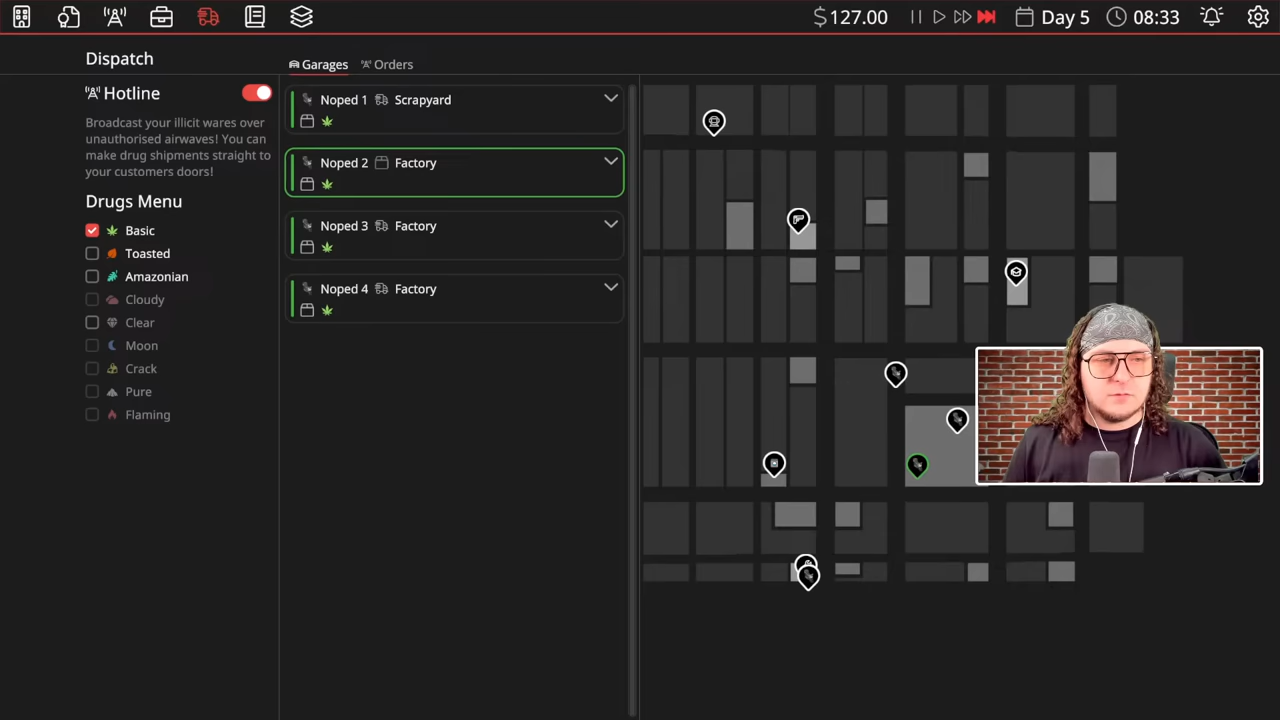 $127.00
Day 5
08:33
Dispatch
Garages
Orders
Hotline
Broadcast your illicit wares over
unauthorised airwaves! You can
make drug shipments straight to
your customers doors!
Drugs Menu
Basic
Toasted
Amazonian
Cloudy
Clear
Moon
Crack
Pure
Flaming
Noped 1 Scrapyard
Noped 2 Factory
Noped 3 Factory
Noped 4 Factory